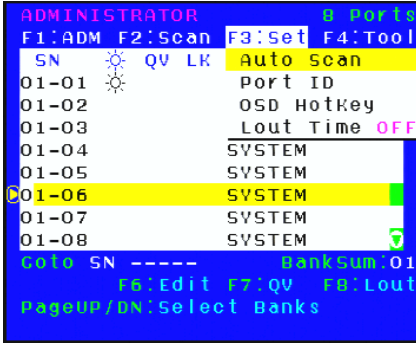 ADMINISTRATOR 8 Ports
F1:ADM F2:Scan F3:Set F4:Tool
SN QV LK Auto Scan
01-01 Port ID
01-02 OSD HotKey
01-03 Lout Time OFF
01-04 SYSTEM
01-05 SYSTEM
01-06 SYSTEM
01-07 SYSTEM
01-08 SYSTEM
Goto SN ----- BankSum:01
F6:Edit F7:QV F8:Lout
PageUP/DN:Select Banks